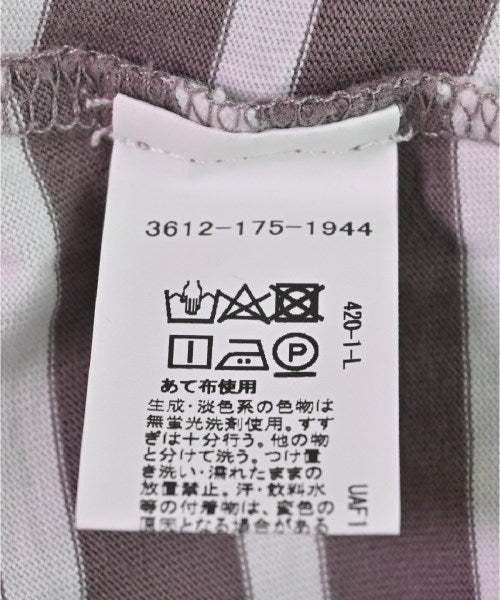 3612-175-1944
P
あて布使用
生成・淡色系の色物は
無蛍光洗剤使用。すす
ぎは十分行う。他の物
と分けて洗う。つけ置
き洗い・濡れたままの
放置禁止。汗・飲料水
等の付着物は、変色の
原因となる場合がある
420-1-L
UAF1